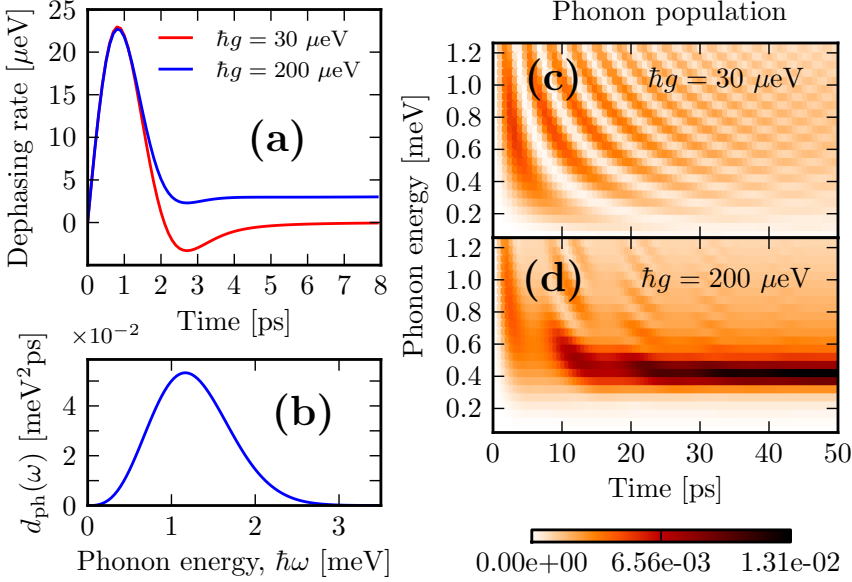 25
20
15
10
5
0
Dephasing rate [μeV]
ħg = 30 μeV
ħg = 200 μeV
(a)
0 1 2 3 4 5 6 7 8
Time [ps]
×10⁻²
4
2
0
d_ph(ω) [meV²ps]
(b)
0 1 2 3
Phonon energy, ħω [meV]
Phonon population
1.2
1.0
0.8
0.6
0.4
0.2
(c)
ħg = 30 μeV
Phonon energy [meV]
1.2
1.0
0.8
0.6
0.4
0.2
(d)
ħg = 200 μeV
0 10 20 30 40 50
Time [ps]
0.00e+00 6.56e-03 1.31e-02